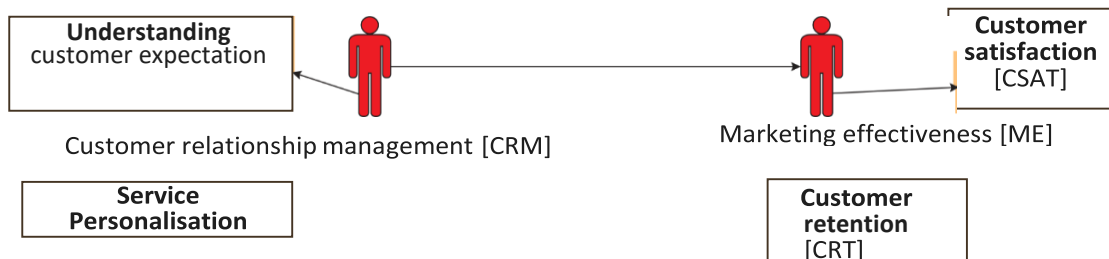 Understanding
customer expectation
Customer
satisfaction
[CSAT]
Customer relationship management [CRM]
Marketing effectiveness [ME]
Service
Personalisation
Customer
retention
[CRT]